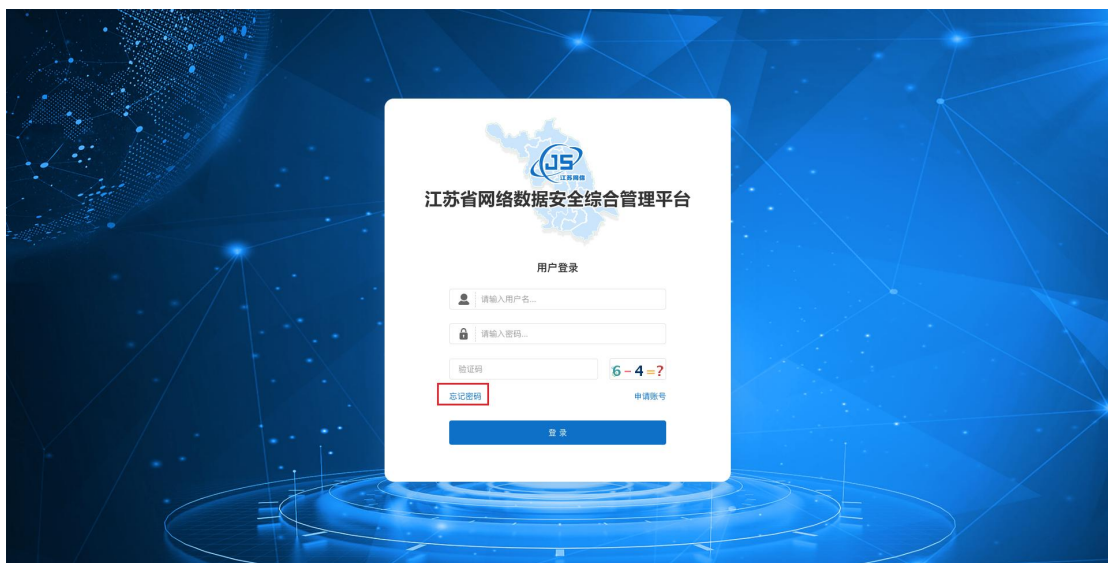 JS
江苏网信
江苏省网络数据安全综合管理平台
用户登录
请输入用户名...
请输入密码...
验证码
6-4=?
忘记密码
申请账号
登 录